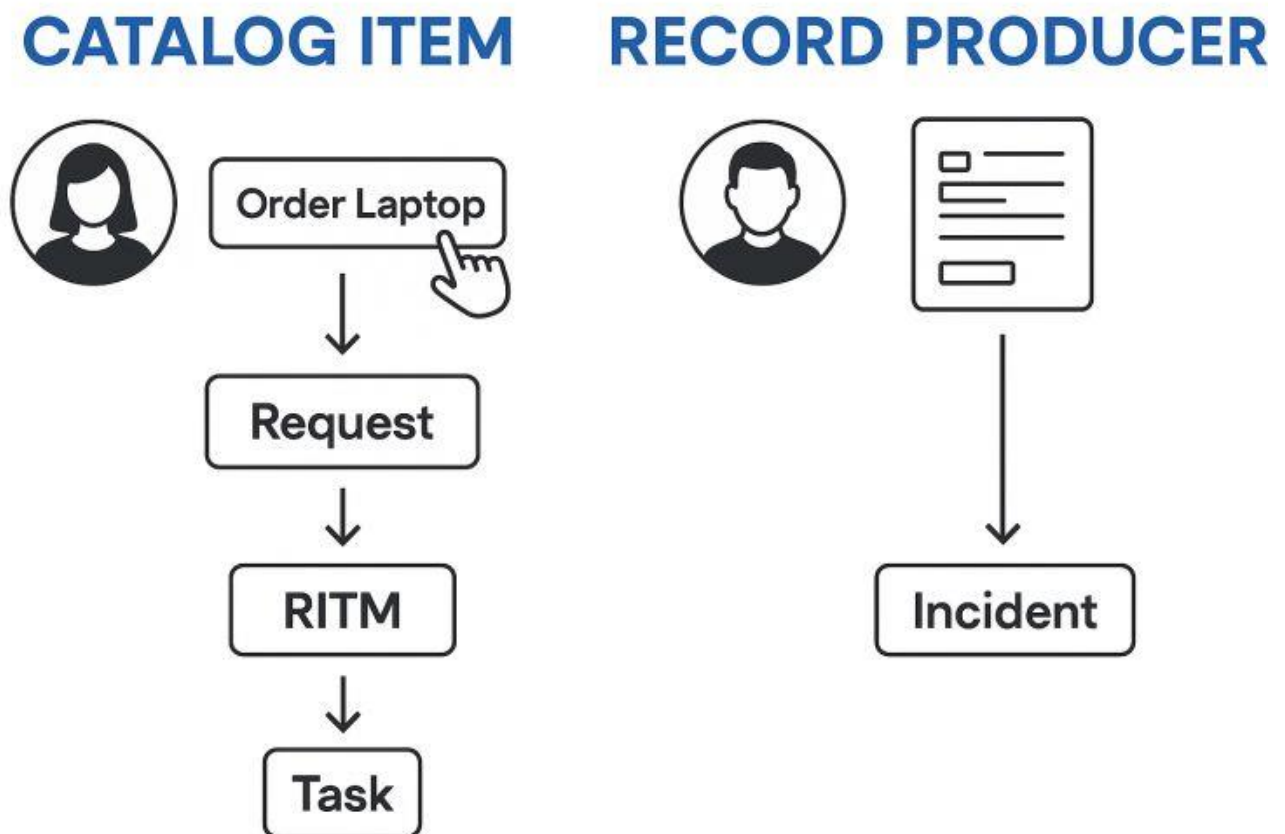 CATALOG ITEM
Order Laptop
Request
RITM
Task
RECORD PRODUCER
Incident